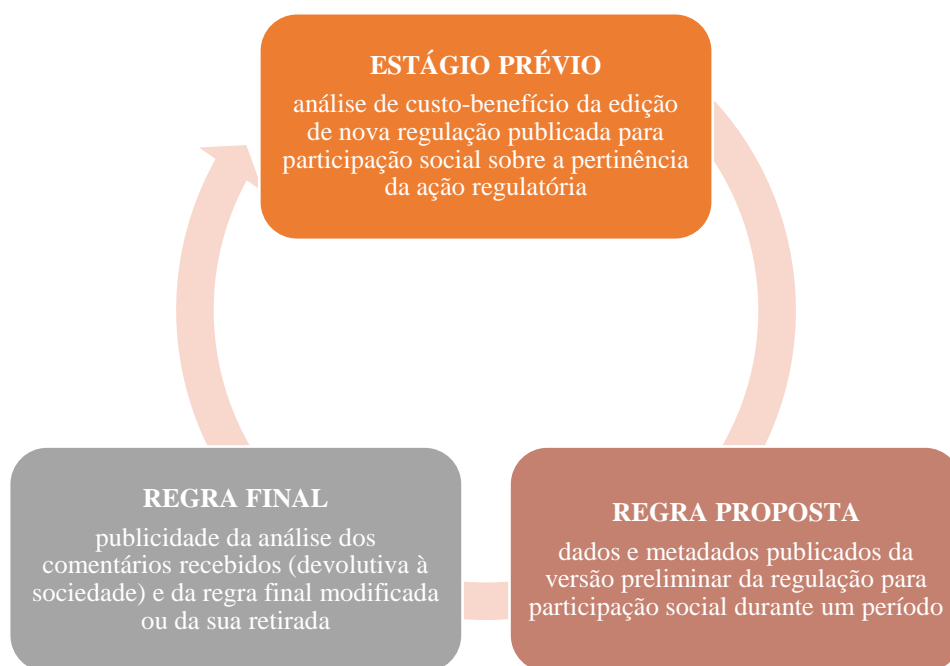 ESTÁGIO PRÉVIO
análise de custo-benefício da edição
de nova regulação publicada para
participação social sobre a pertinência
da ação regulatória
REGRA FINAL
publicidade da análise dos
comentários recebidos (devolutiva à
sociedade) e da regra final modificada
ou da sua retirada
REGRA PROPOSTA
dados e metadados publicados da
versão preliminar da regulação para
participação social durante um período